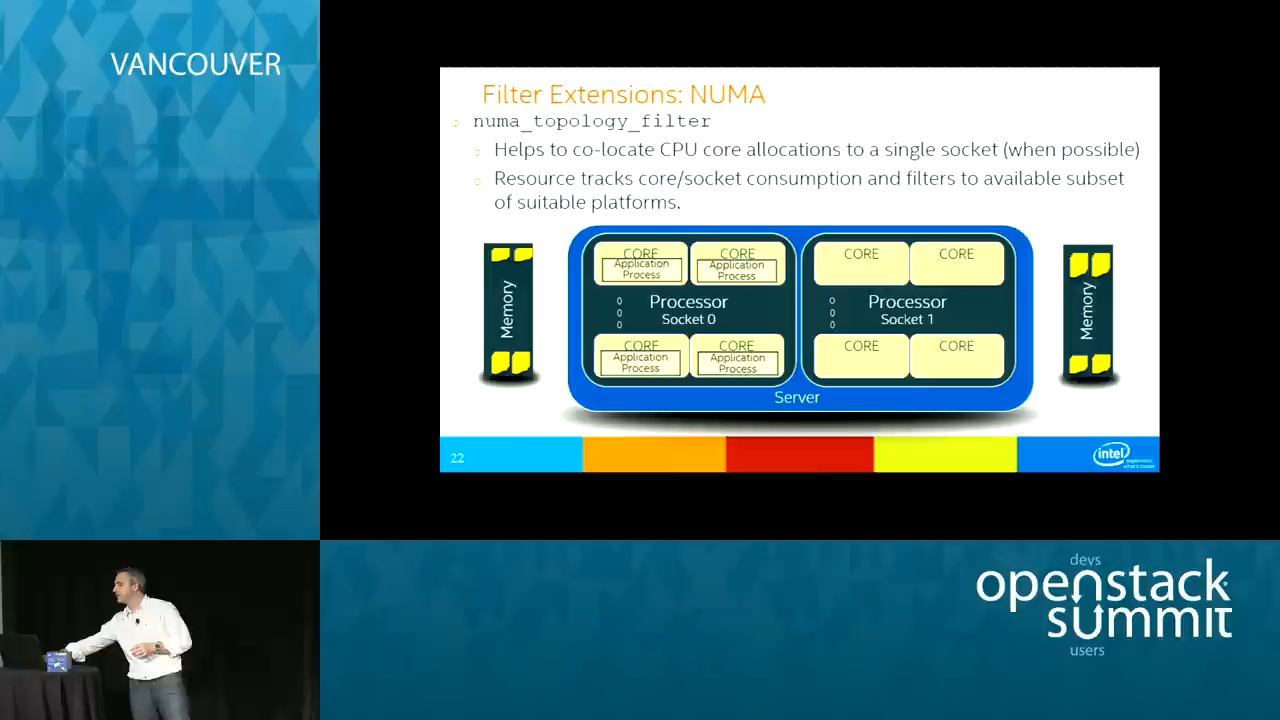 VANCOUVER
Filter Extensions: NUMA
numa_topology_filter
Helps to co-locate CPU core allocations to a single socket (when possible)
Resource tracks core/socket consumption and filters to available subset
of suitable platforms.
Memory
CORE
Application
Process
CORE
Application
Process
Processor
Socket 0
CORE
Application
Process
CORE
Application
Process
CORE
CORE
Processor
Socket 1
CORE
CORE
Memory
Server
22
intel
devs
openstack
summit
users